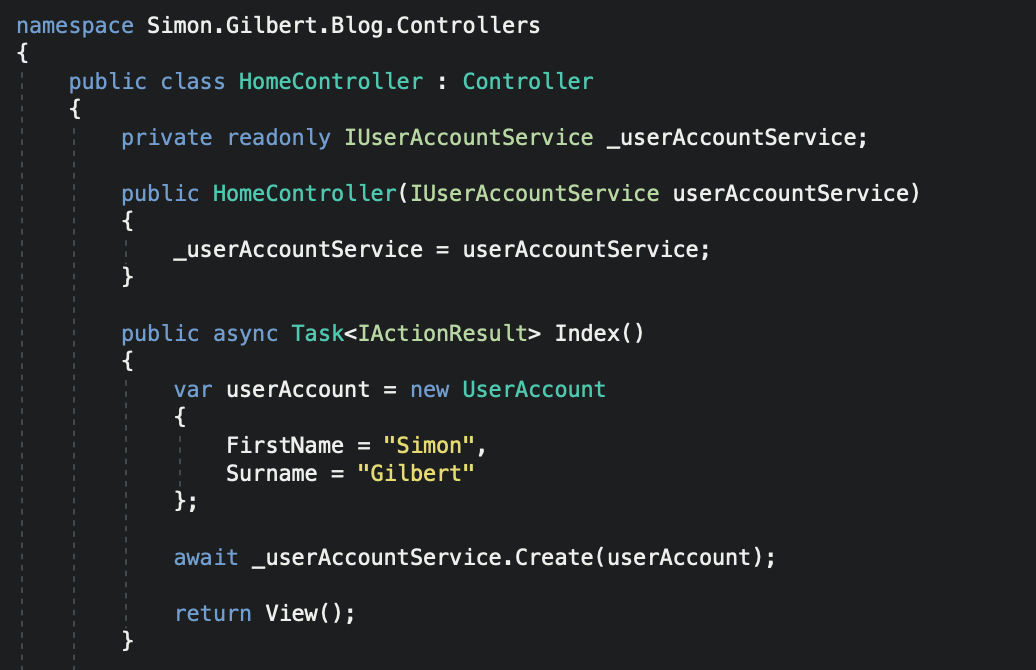 namespace Simon.Gilbert.Blog.Controllers
{
    public class HomeController : Controller
    {
        private readonly IUserAccountService _userAccountService;

        public HomeController(IUserAccountService userAccountService)
        {
            _userAccountService = userAccountService;
        }

        public async Task<IActionResult> Index()
        {
            var userAccount = new UserAccount
            {
                FirstName = "Simon",
                Surname = "Gilbert"
            };

            await _userAccountService.Create(userAccount);

            return View();
        }